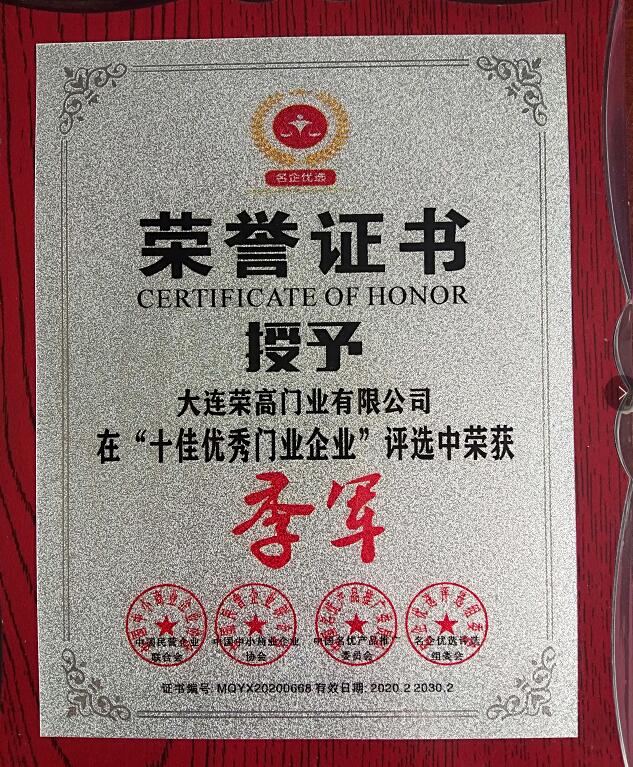 名企优选
荣誉证书
CERTIFICATE OF HONOR
授予
大连荣高门业有限公司
在“十佳优秀门业企业”评选中荣获
季军
中国民营企业
联合会
中国中小商业企业
协会
中国名优产品推广
委员会
名企优选评选
组委会
证书编号: MQYX20200668 有效日期: 2020.2 2030.2